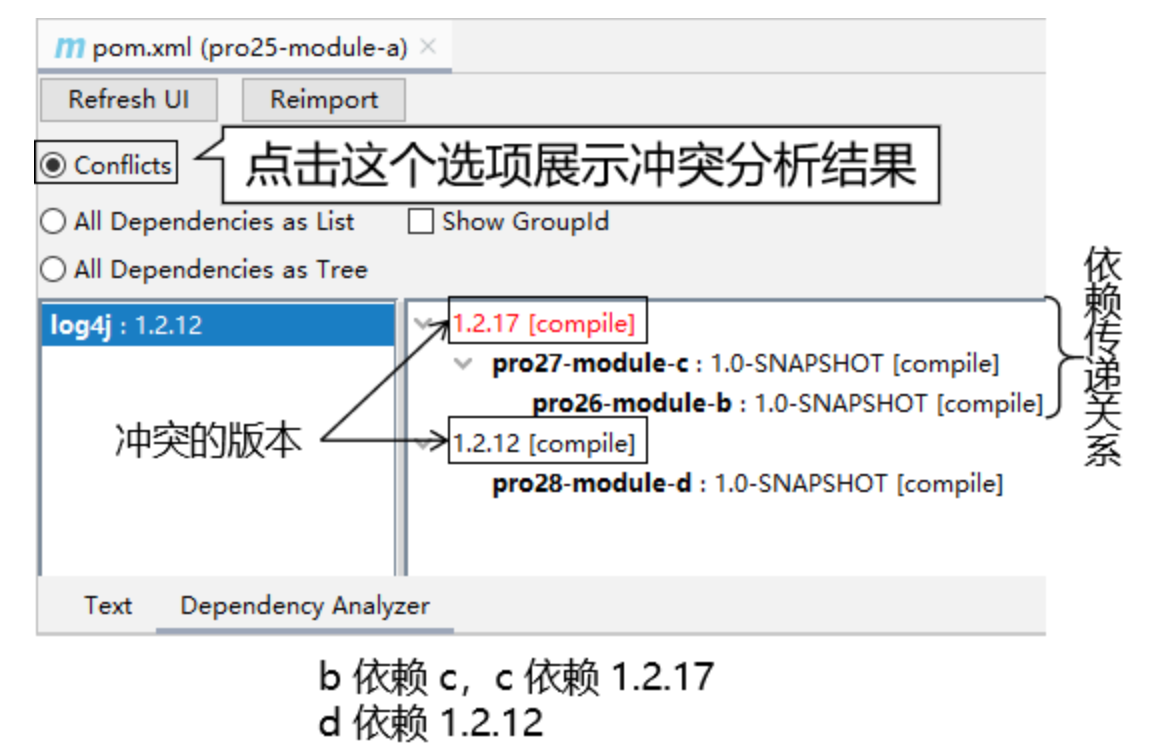 m pom.xml (pro25-module-a) ×
Refresh UI Reimport
Conflicts 点击这个选项展示冲突分析结果
All Dependencies as List Show GroupId
All Dependencies as Tree
log4j : 1.2.12
1.2.17 [compile]
pro27-module-c : 1.0-SNAPSHOT [compile]
pro26-module-b : 1.0-SNAPSHOT [compile]
依赖传递关系
冲突的版本
1.2.12 [compile]
pro28-module-d : 1.0-SNAPSHOT [compile]
Text Dependency Analyzer
b 依赖 c，c 依赖 1.2.17
d 依赖 1.2.12